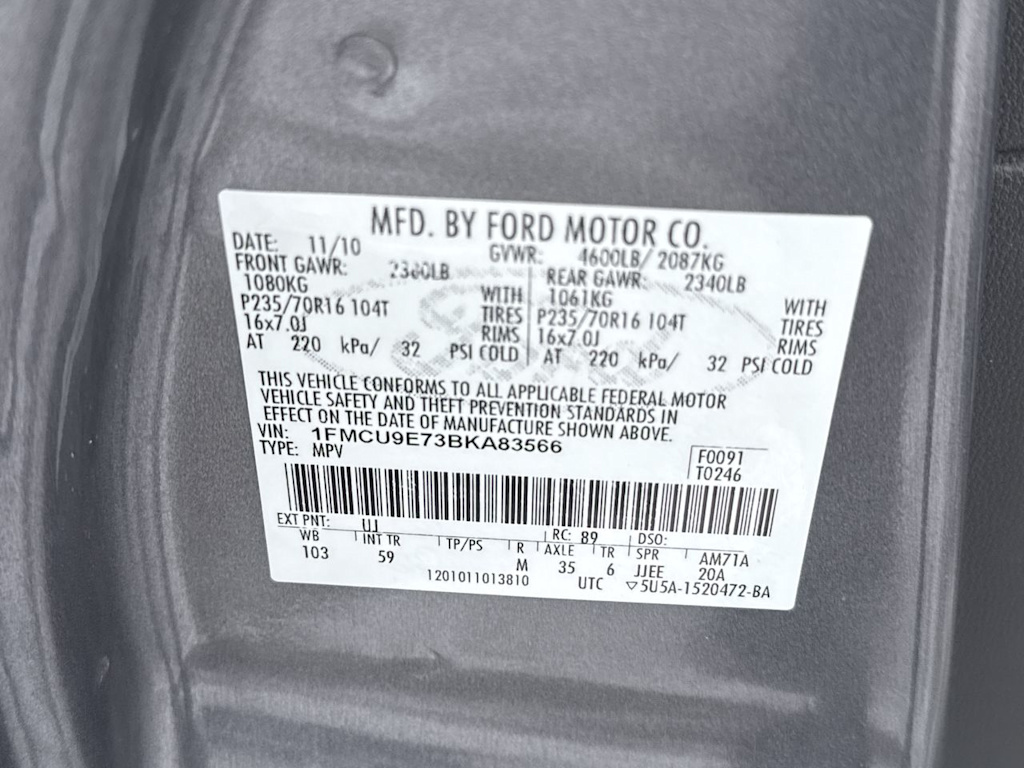 MFD. BY FORD MOTOR CO.
DATE: 11/10 GVWR: 4600LB/ 2087KG
FRONT GAWR: 2380LB REAR GAWR: 2340LB
1080KG WITH 1061KG WITH
P235/70R16 104T TIRES P235/70R16 104T TIRES
16x7.0J RIMS 16x7.0J RIMS
AT 220 kPa/ 32 PSI COLD AT 220 kPa/ 32 PSI COLD
THIS VEHICLE CONFORMS TO ALL APPLICABLE FEDERAL MOTOR
VEHICLE SAFETY AND THEFT PREVENTION STANDARDS IN
EFFECT ON THE DATE OF MANUFACTURE SHOWN ABOVE.
VIN: 1FMCU9E73BKA83566
TYPE: MPV
F0091
T0246
EXT PNT: UJ RC: 89 DSO:
WB INT TR TP/PS R AXLE TR SPR AM71A
103 59 M 35 6 JJEE 20A
1201011013810 UTC ▽5U5A-1520472-BA